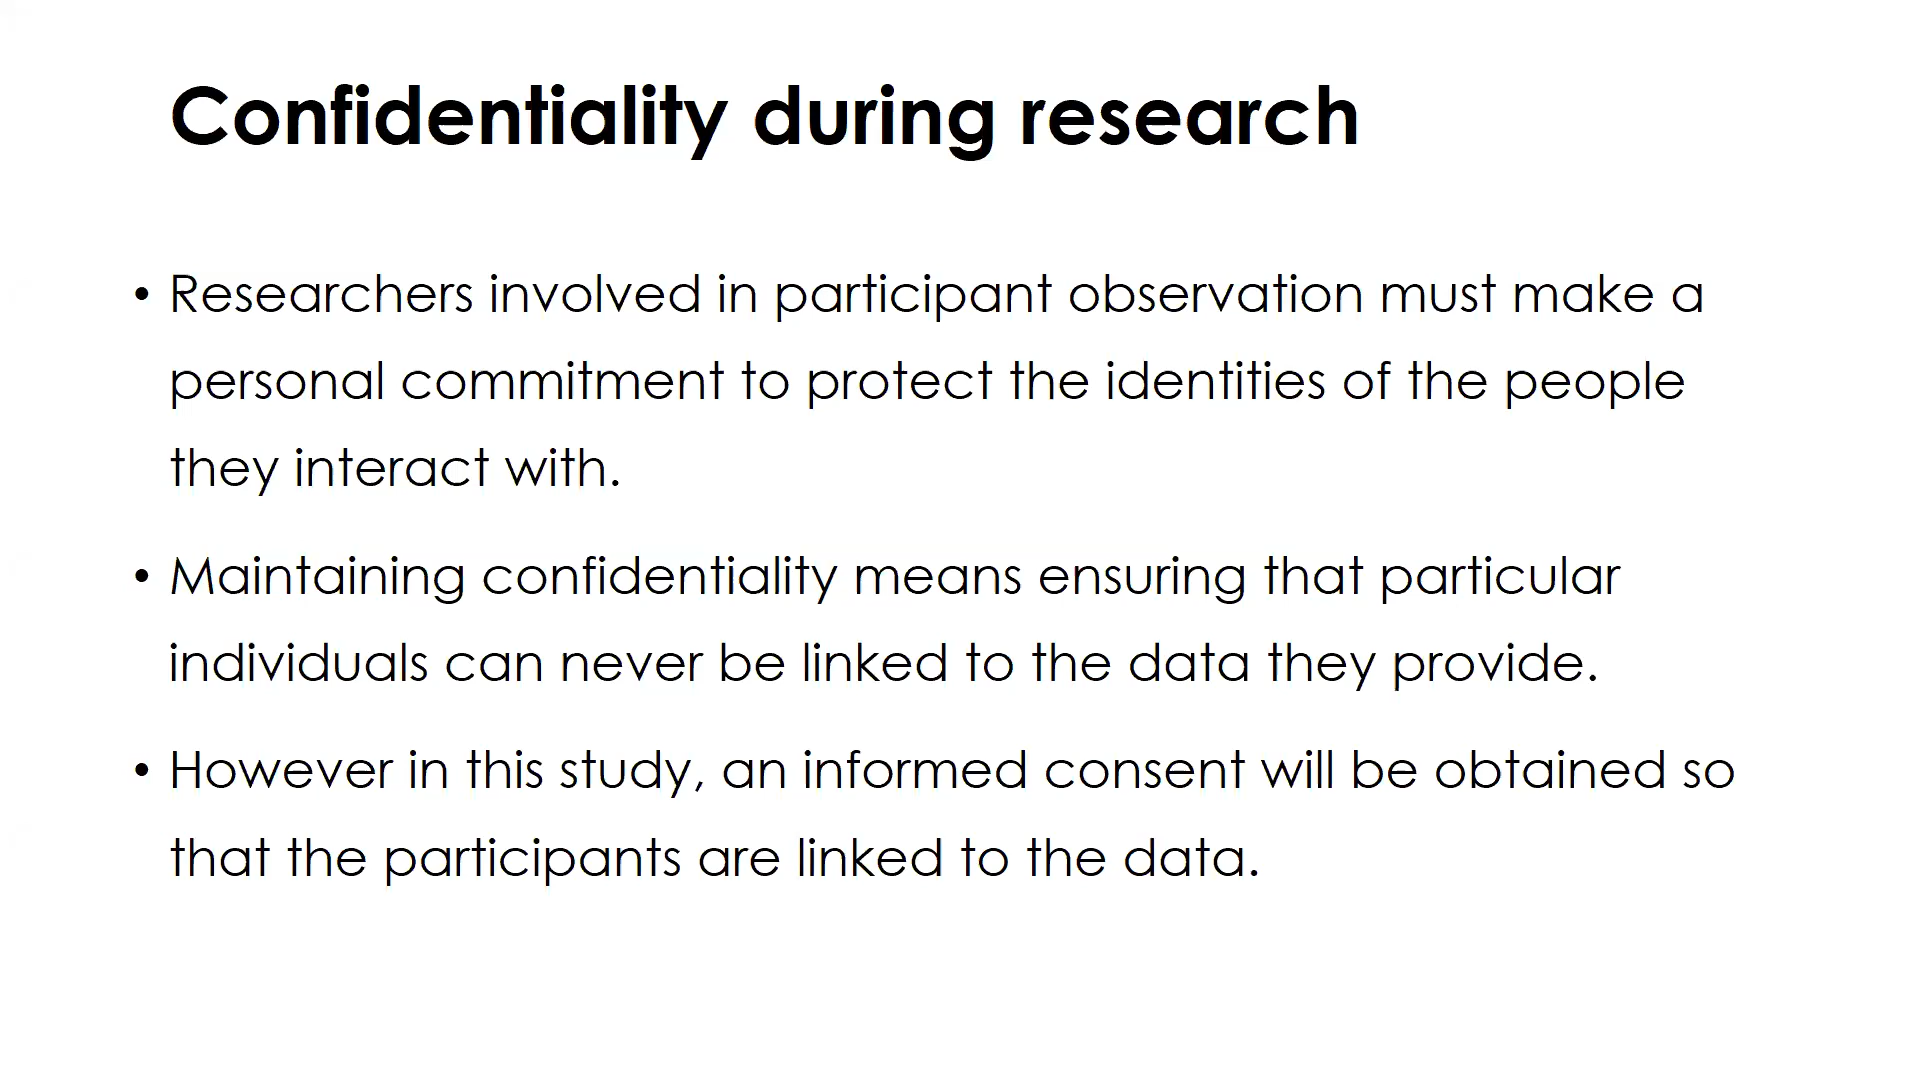 Confidentiality during research
• Researchers involved in participant observation must make a
personal commitment to protect the identities of the people
they interact with.
• Maintaining confidentiality means ensuring that particular
individuals can never be linked to the data they provide.
• However in this study, an informed consent will be obtained so
that the participants are linked to the data.